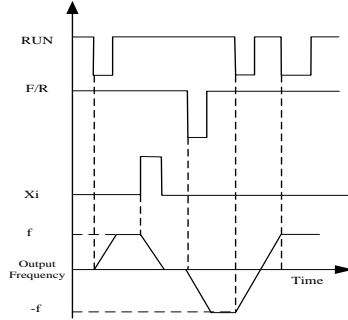 RUN
F/R
Xi
f
Output
Frequency
Time
-f